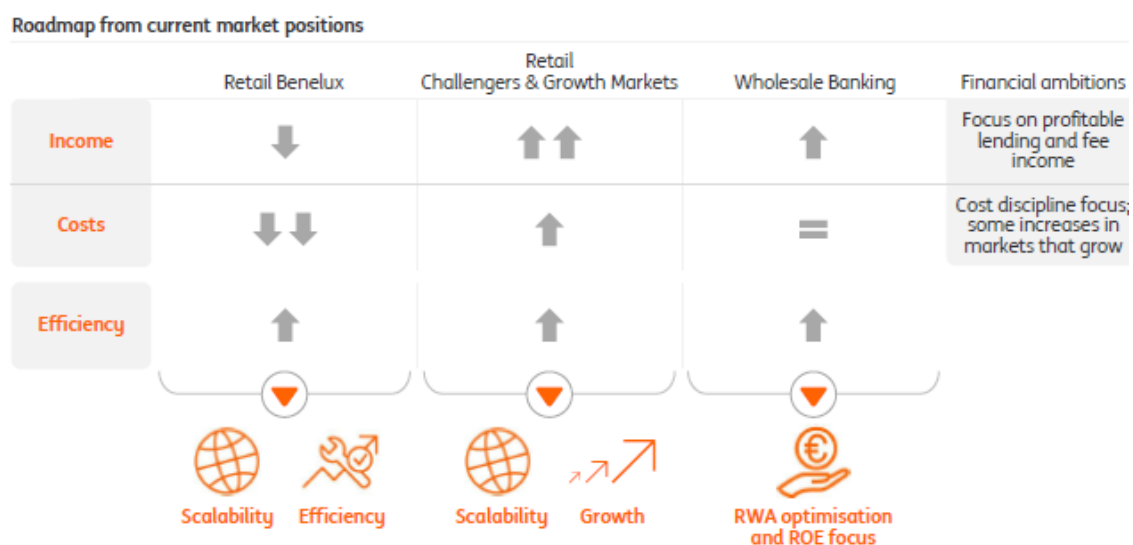 Roadmap from current market positions
Retail Benelux
Retail
Challengers & Growth Markets
Wholesale Banking
Financial ambitions
Income
Focus on profitable
lending and fee
income
Costs
=
Cost discipline focus;
some increases in
markets that grow
Efficiency
€
Scalability
Efficiency
Scalability
Growth
RWA optimisation
and ROE focus